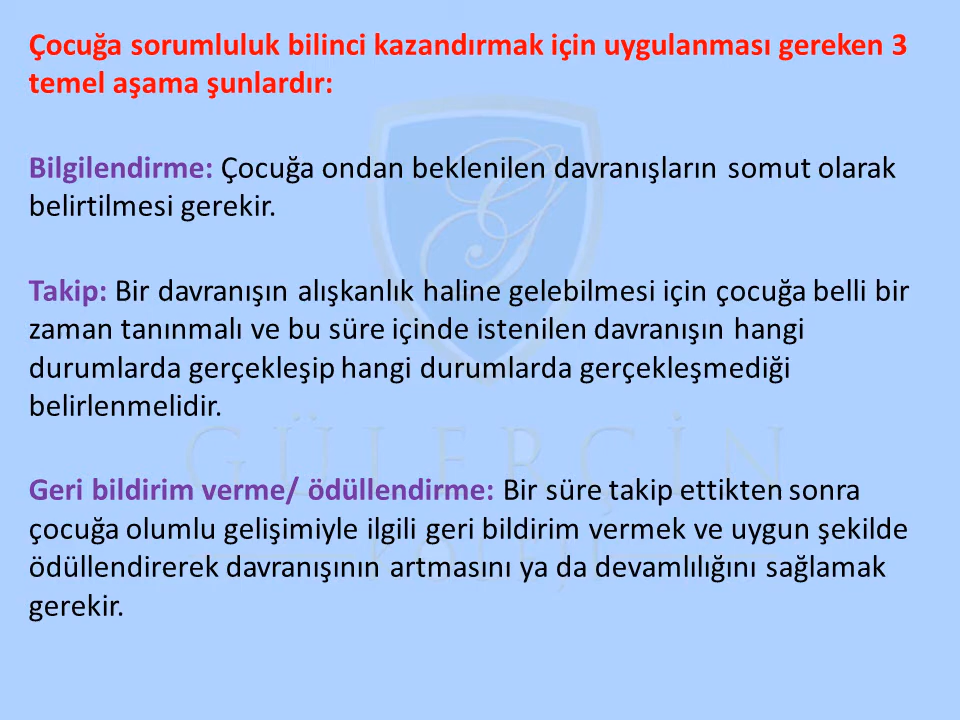 Çocuğa sorumluluk bilinci kazandırmak için uygulanması gereken 3
temel aşama şunlardır:
Bilgilendirme: Çocuğa ondan beklenilen davranışların somut olarak
belirtilmesi gerekir.
Takip: Bir davranışın alışkanlık haline gelebilmesi için çocuğa belli bir
zaman tanınmalı ve bu süre içinde istenilen davranışın hangi
durumlarda gerçekleşip hangi durumlarda gerçekleşmediği
belirlenmelidir.
GÜLERÇİN
Geri bildirim verme/ ödüllendirme: Bir süre takip ettikten sonra
çocuğa olumlu gelişimiyle ilgili geri bildirim vermek ve uygun şekilde
ödüllendirerek davranışının artmasını ya da devamlılığını sağlamak
gerekir.